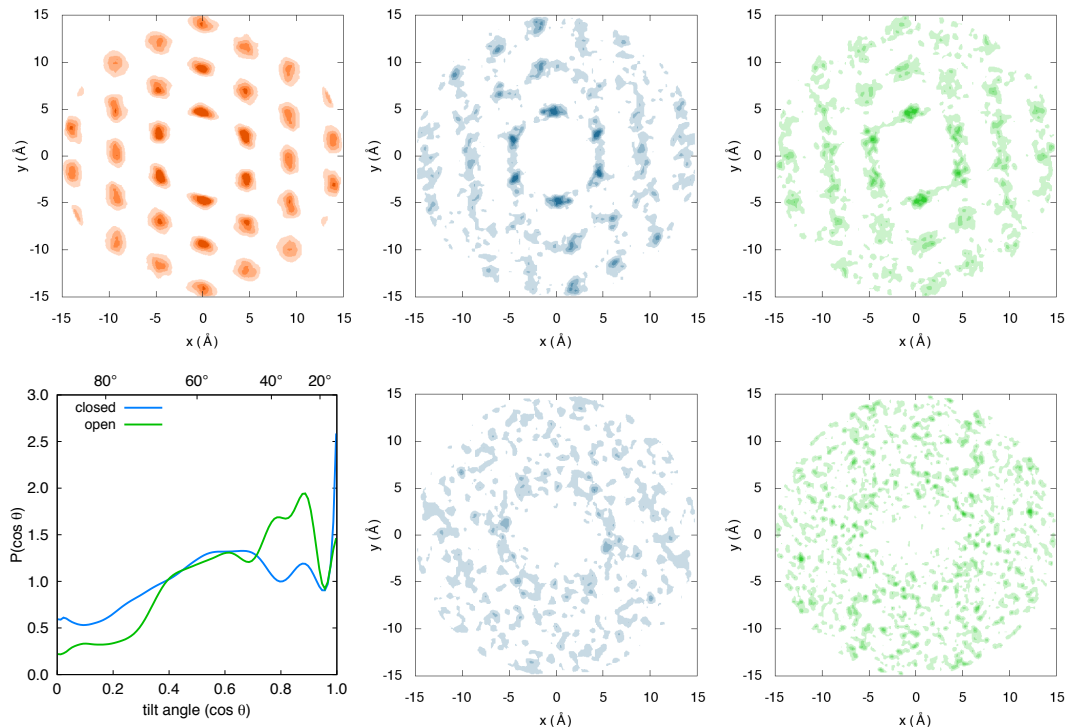 15 15 15
10 10 10
5 5 5
y (Å) 0 y (Å) 0 y (Å) 0
-5 -5 -5
-10 -10 -10
-15 -15 -15
-15 -10 -5 0 5 10 15 -15 -10 -5 0 5 10 15 -15 -10 -5 0 5 10 15
x (Å) x (Å) x (Å)
80° 60° 40° 20°
3.0
closed
open
2.5
2.0
P(cos θ) 1.5
1.0
0.5
0.0
0 0.2 0.4 0.6 0.8 1.0
tilt angle (cos θ)
15 15
10 10
5 5
y (Å) 0 y (Å) 0
-5 -5
-10 -10
-15 -15
-15 -10 -5 0 5 10 15 -15 -10 -5 0 5 10 15
x (Å) x (Å)